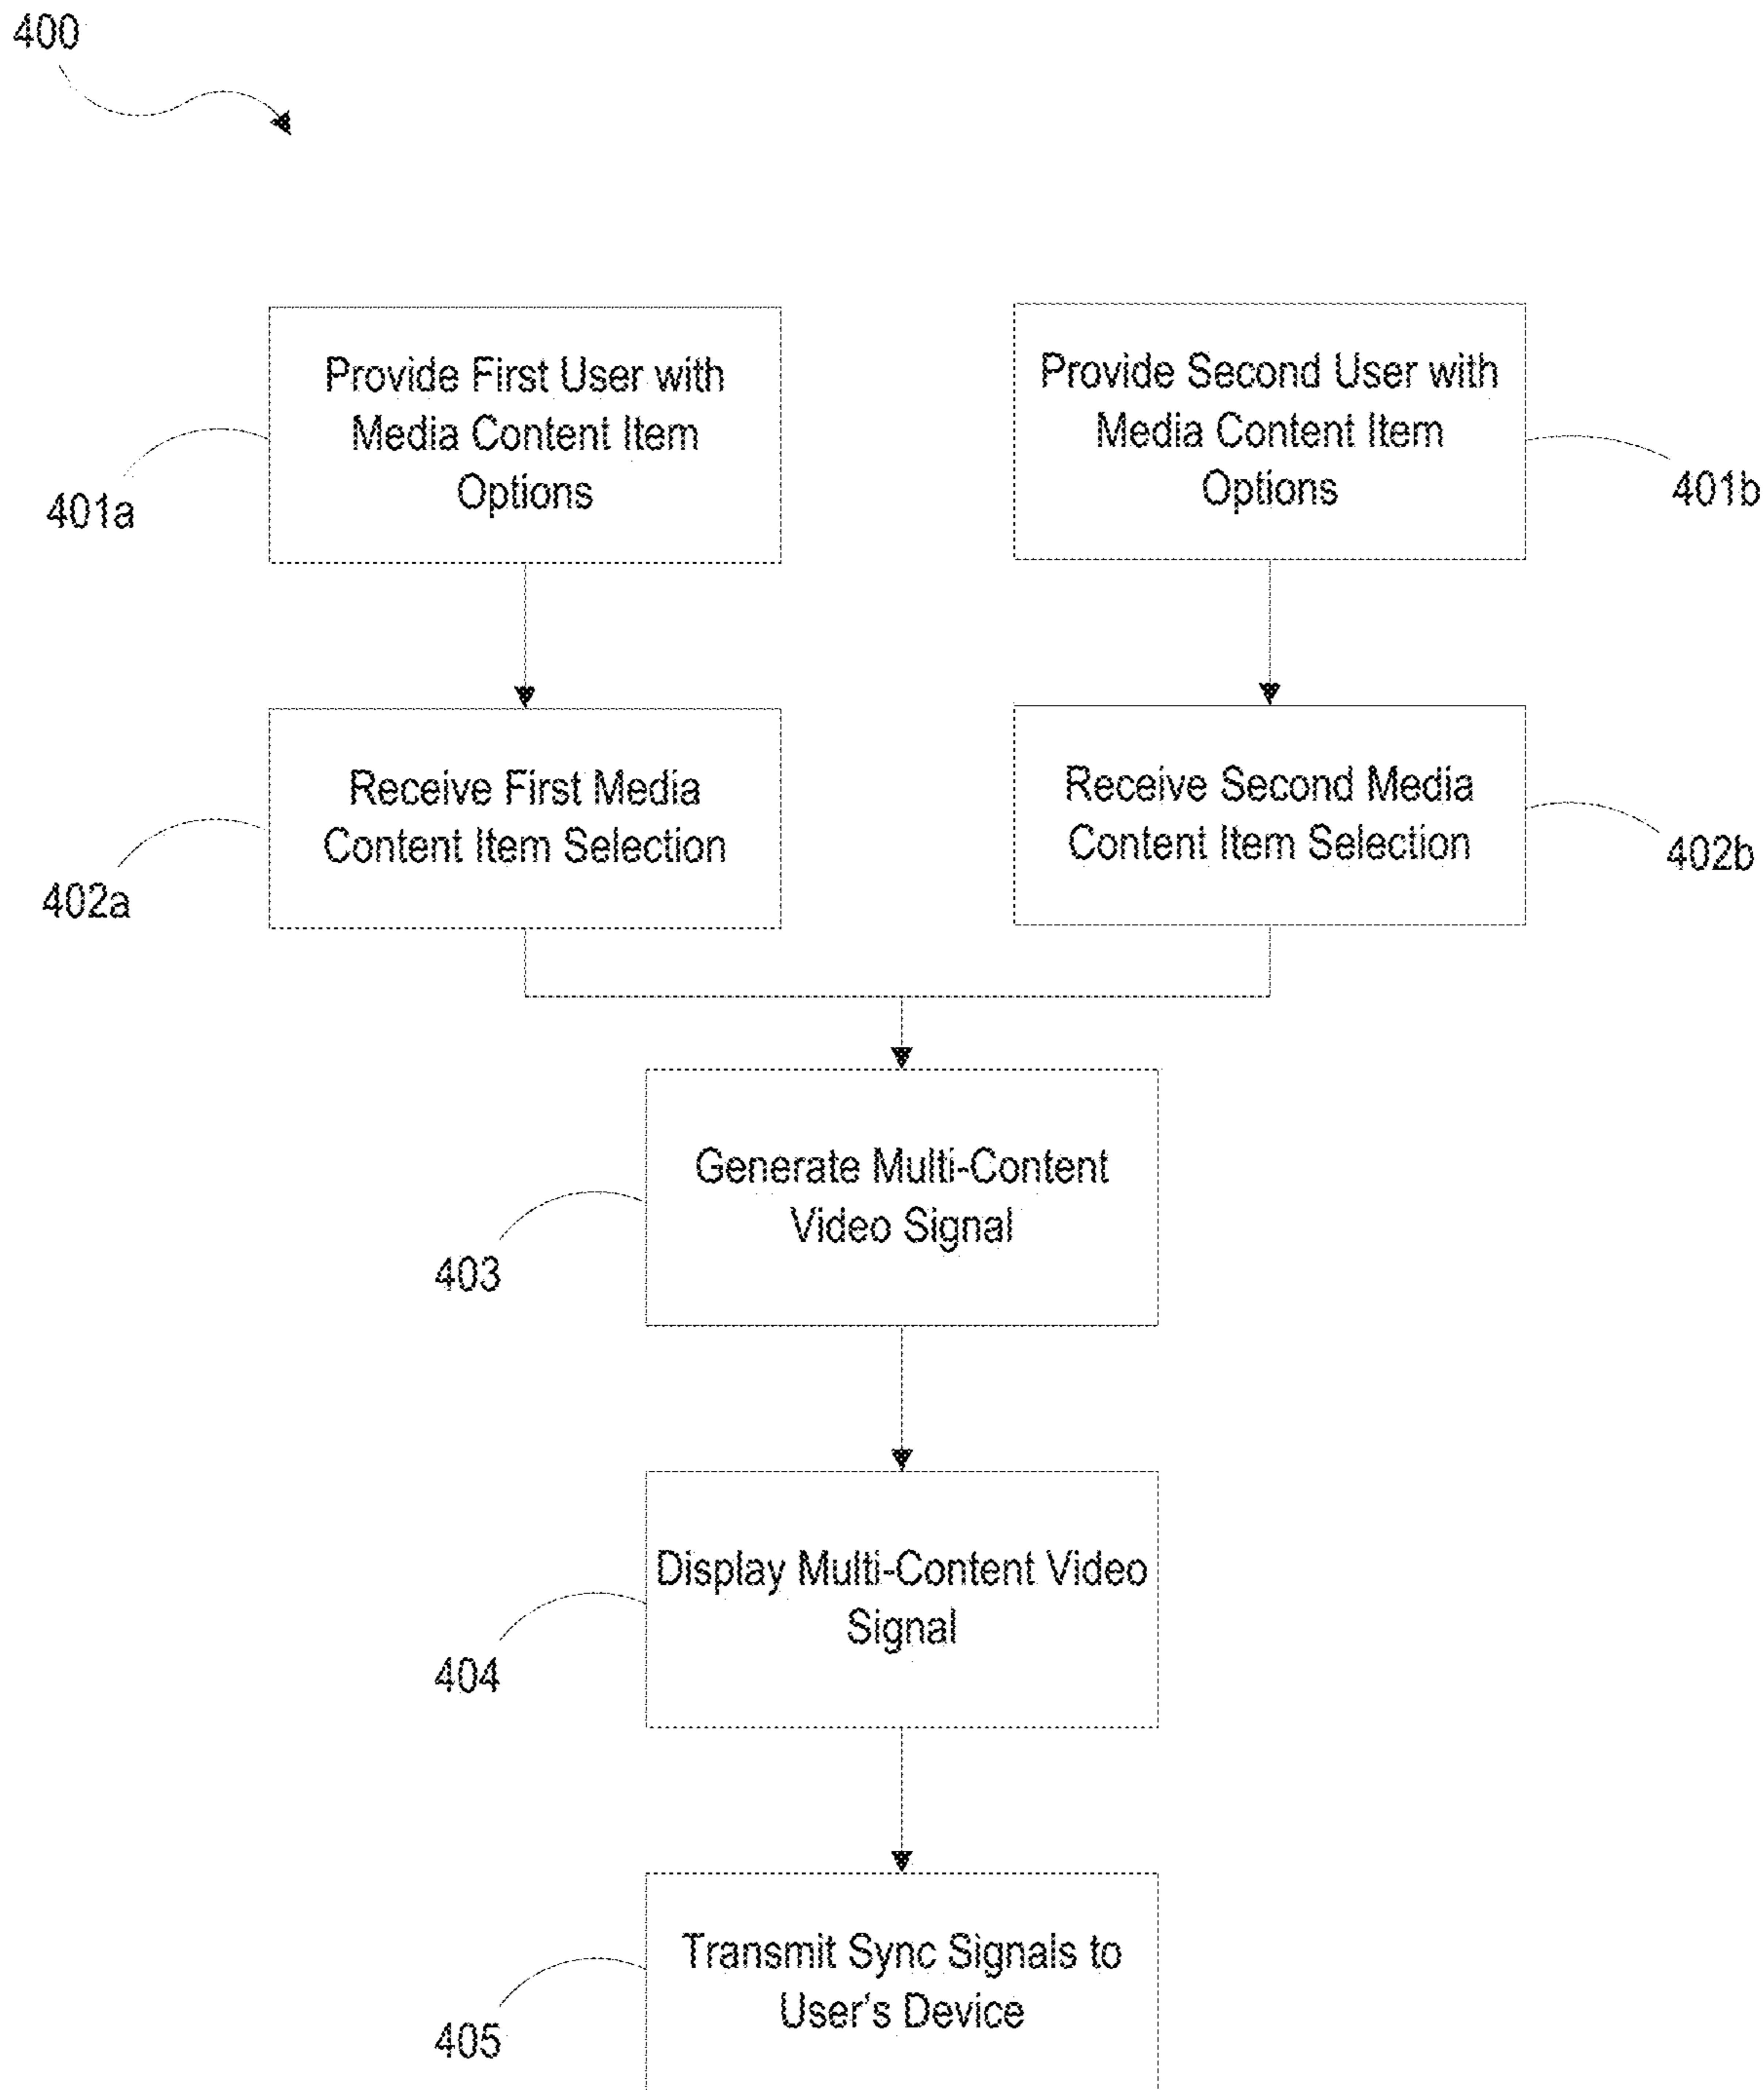 400
Provide First User with
Media Content Item
Options
401a
Provide Second User with
Media Content Item
Options
401b
Receive First Media
Content Item Selection
402a
Receive Second Media
Content Item Selection
402b
Generate Multi-Content
Video Signal
403
Display Multi-Content Video
Signal
404
Transmit Sync Signals to
User's Device
405